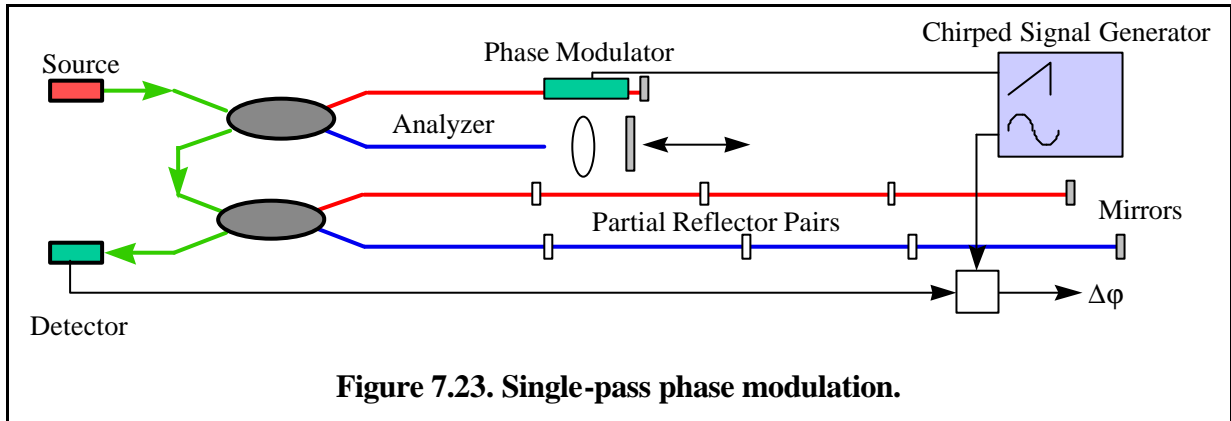 Chirped Signal Generator
Phase Modulator
Source
Analyzer
Partial Reflector Pairs
Mirrors
Δφ
Detector
Figure 7.23. Single-pass phase modulation.